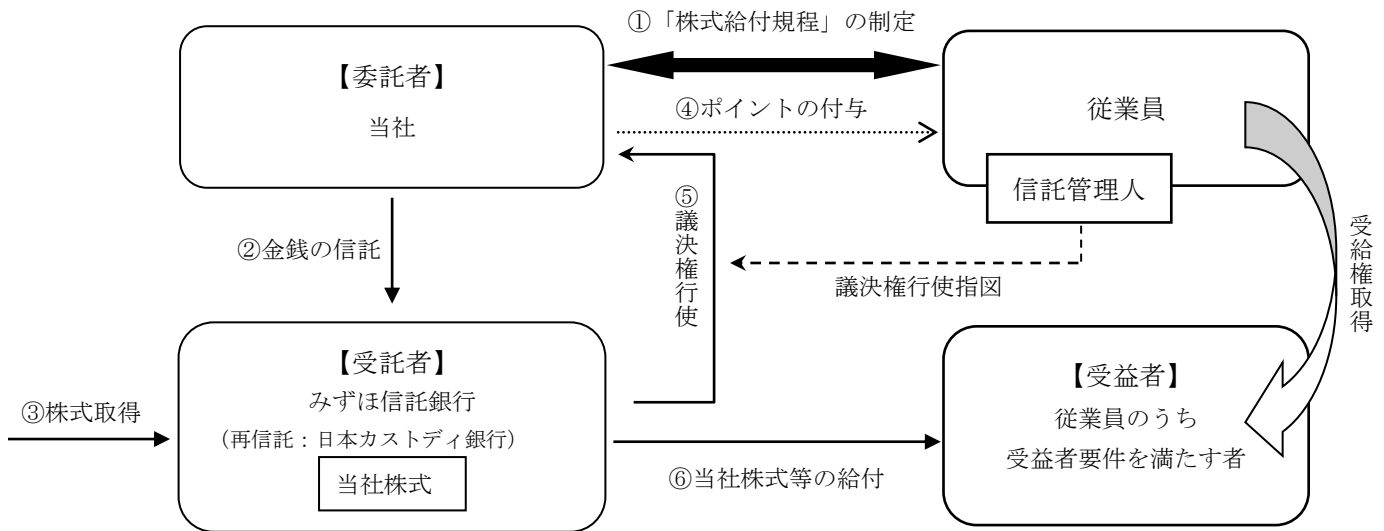 ①「株式給付規程」の制定
【委託者】
当社
④ポイントの付与
従業員
信託管理人
②金銭の信託
⑤議決権行使
議決権行使指図
受給権取得
【受託者】
みずほ信託銀行
（再信託：日本カストディ銀行）
当社株式
③株式取得
⑥当社株式等の給付
【受益者】
従業員のうち
受益者要件を満たす者